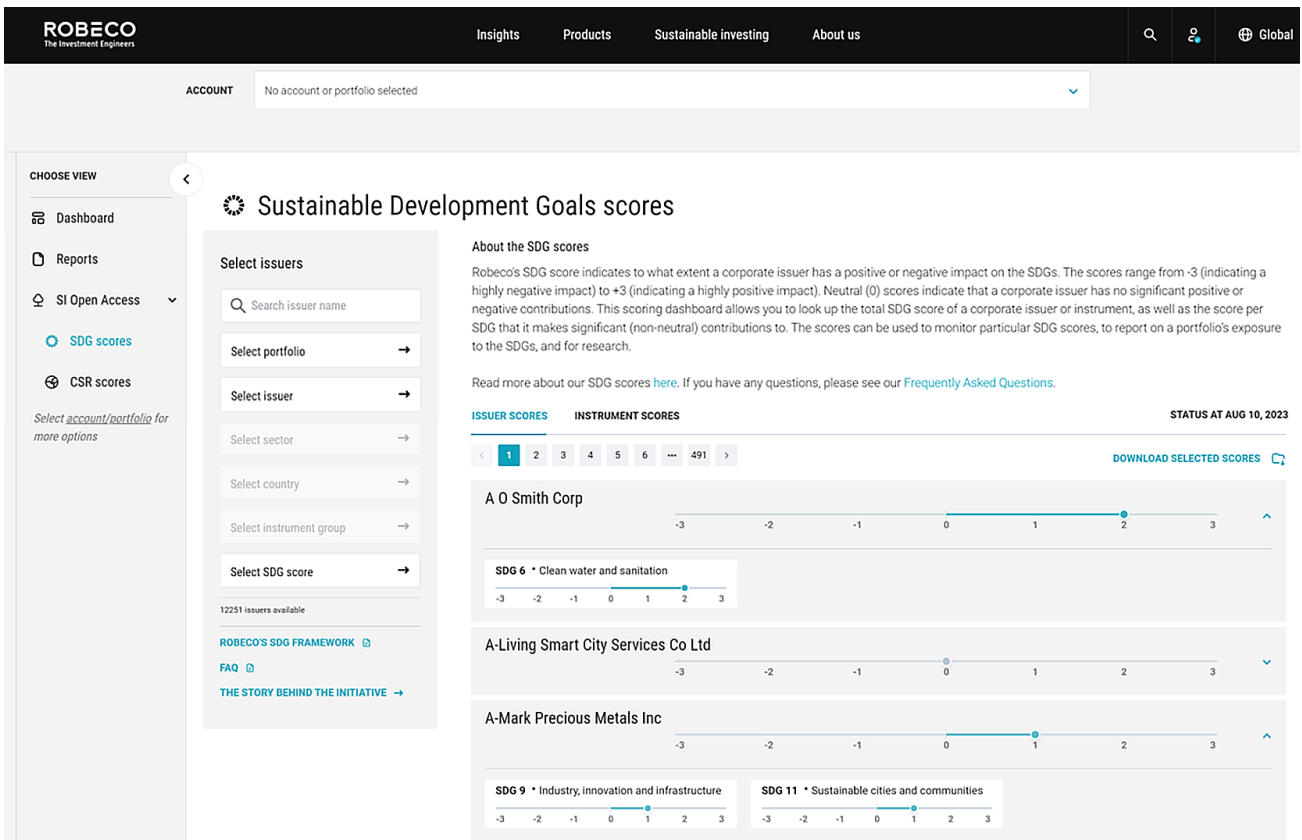 ROBECO
The Investment Engineers
Insights
Products
Sustainable investing
About us
Global
ACCOUNT
No account or portfolio selected
CHOOSE VIEW
Dashboard
Reports
SI Open Access
SDG scores
CSR scores
Select account/portfolio for
more options
Sustainable Development Goals scores
Select issuers
Search issuer name
Select portfolio
Select issuer
Select sector
Select country
Select instrument group
Select SDG score
12251 issuers available
ROBECO'S SDG FRAMEWORK
FAQ
THE STORY BEHIND THE INITIATIVE
About the SDG scores
Robeco's SDG score indicates to what extent a corporate issuer has a positive or negative impact on the SDGs. The scores range from -3 (indicating a
highly negative impact) to +3 (indicating a highly positive impact). Neutral (0) scores indicate that a corporate issuer has no significant positive or
negative contributions. This scoring dashboard allows you to look up the total SDG score of a corporate issuer or instrument, as well as the score per
SDG that it makes significant (non-neutral) contributions to. The scores can be used to monitor particular SDG scores, to report on a portfolio's exposure
to the SDGs, and for research.
Read more about our SDG scores here. If you have any questions, please see our Frequently Asked Questions.
ISSUER SCORES
INSTRUMENT SCORES
STATUS AT AUG 10, 2023
< 1 2 3 4 5 6 ... 491 >
DOWNLOAD SELECTED SCORES
A O Smith Corp
-3 -2 -1 0 1 2 3
SDG 6 • Clean water and sanitation
-3 -2 -1 0 1 2 3
A-Living Smart City Services Co Ltd
-3 -2 -1 0 1 2 3
A-Mark Precious Metals Inc
-3 -2 -1 0 1 2 3
SDG 9 • Industry, innovation and infrastructure
-3 -2 -1 0 1 2 3
SDG 11 • Sustainable cities and communities
-3 -2 -1 0 1 2 3